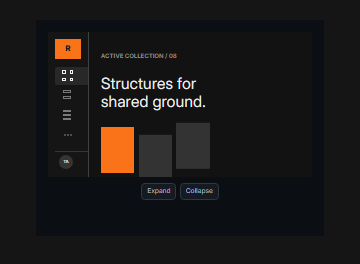 R
ACTIVE COLLECTION / 08
Structures for
shared ground.
TA
Expand
Collapse